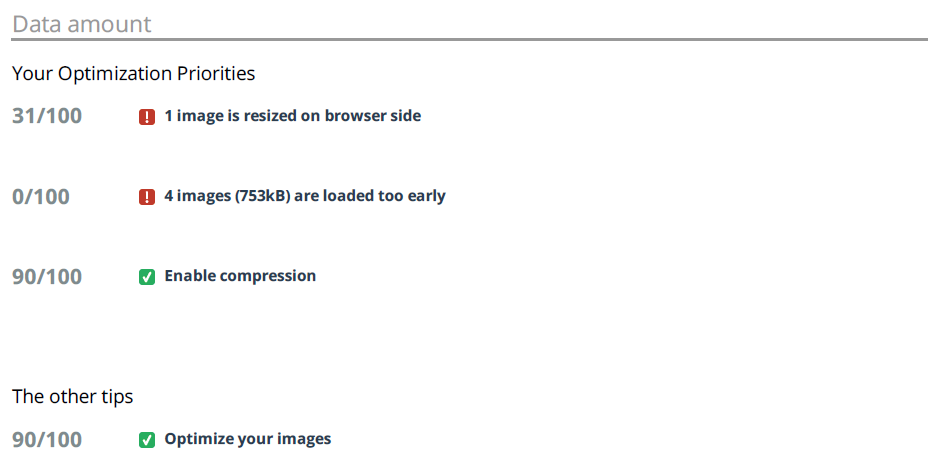 Data amount
Your Optimization Priorities
31/100 1 image is resized on browser side
0/100 4 images (753kB) are loaded too early
90/100 Enable compression
The other tips
90/100 Optimize your images